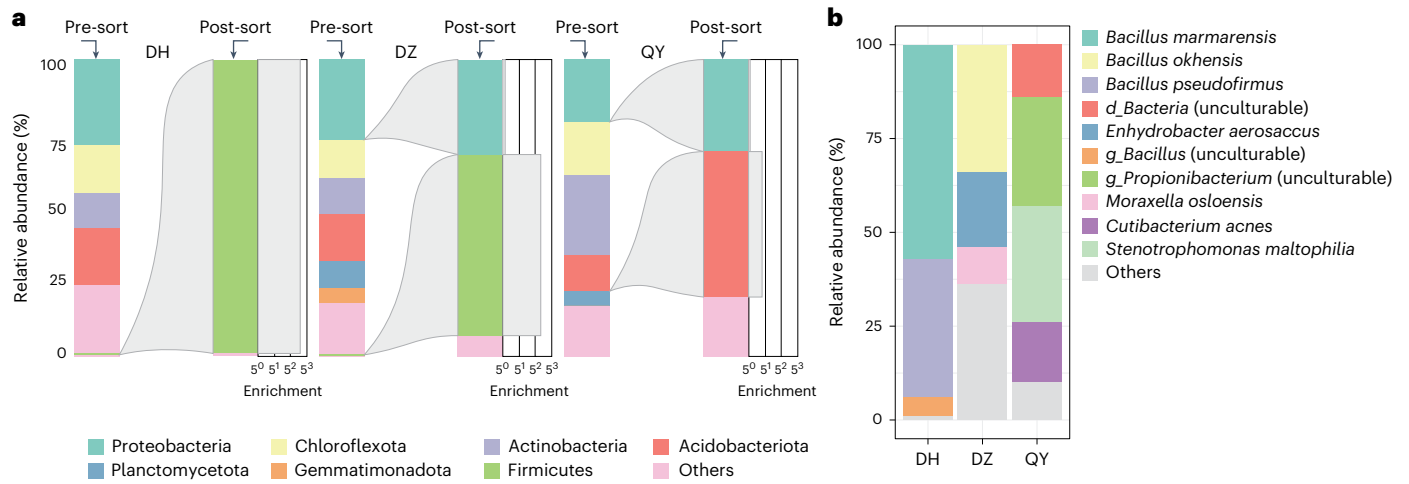 a
Pre-sort
DH
Post-sort
Pre-sort
DZ
Post-sort
Pre-sort
QY
Post-sort
Relative abundance (%)
100
75
50
25
0
5⁰ 5¹ 5² 5³
Enrichment
5⁰ 5¹ 5² 5³
Enrichment
5⁰ 5¹ 5² 5³
Enrichment
Proteobacteria
Chloroflexota
Actinobacteria
Acidobacteriota
Planctomycetota
Gemmatimonadota
Firmicutes
Others
b
Relative abundance (%)
100
75
50
25
0
DH
DZ
QY
Bacillus marmarensis
Bacillus okhensis
Bacillus pseudofirmus
d_Bacteria (unculturable)
Enhydrobacter aerosaccus
g_Bacillus (unculturable)
g_Propionibacterium (unculturable)
Moraxella osloensis
Cutibacterium acnes
Stenotrophomonas maltophilia
Others